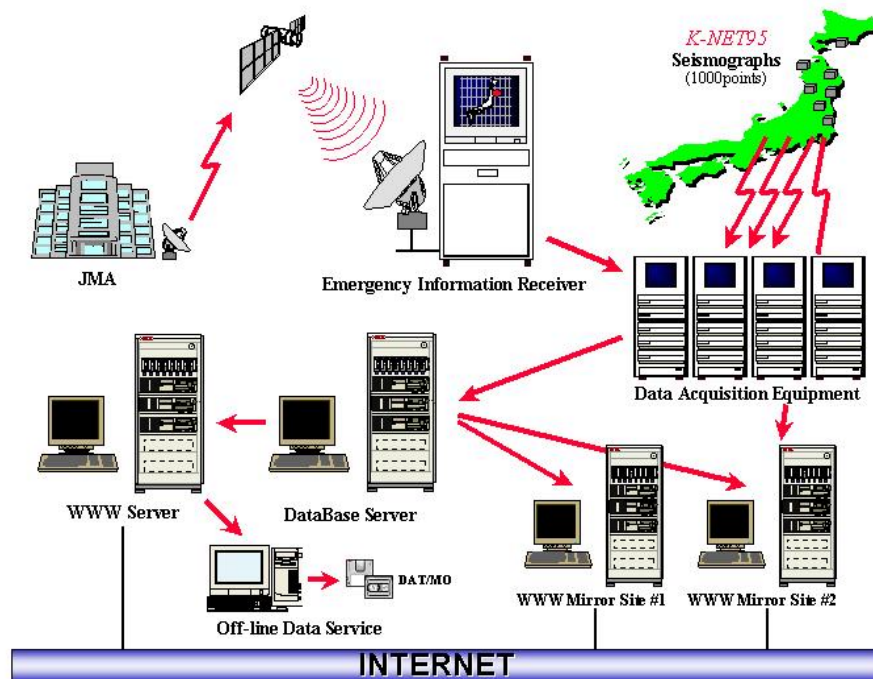 K-NET95
Seismographs
(1000points)
JMA
Emergency Information Receiver
Data Acquisition Equipment
WWW Server
DataBase Server
DAT/MO
WWW Mirror Site #1
WWW Mirror Site #2
Off-line Data Service
INTERNET